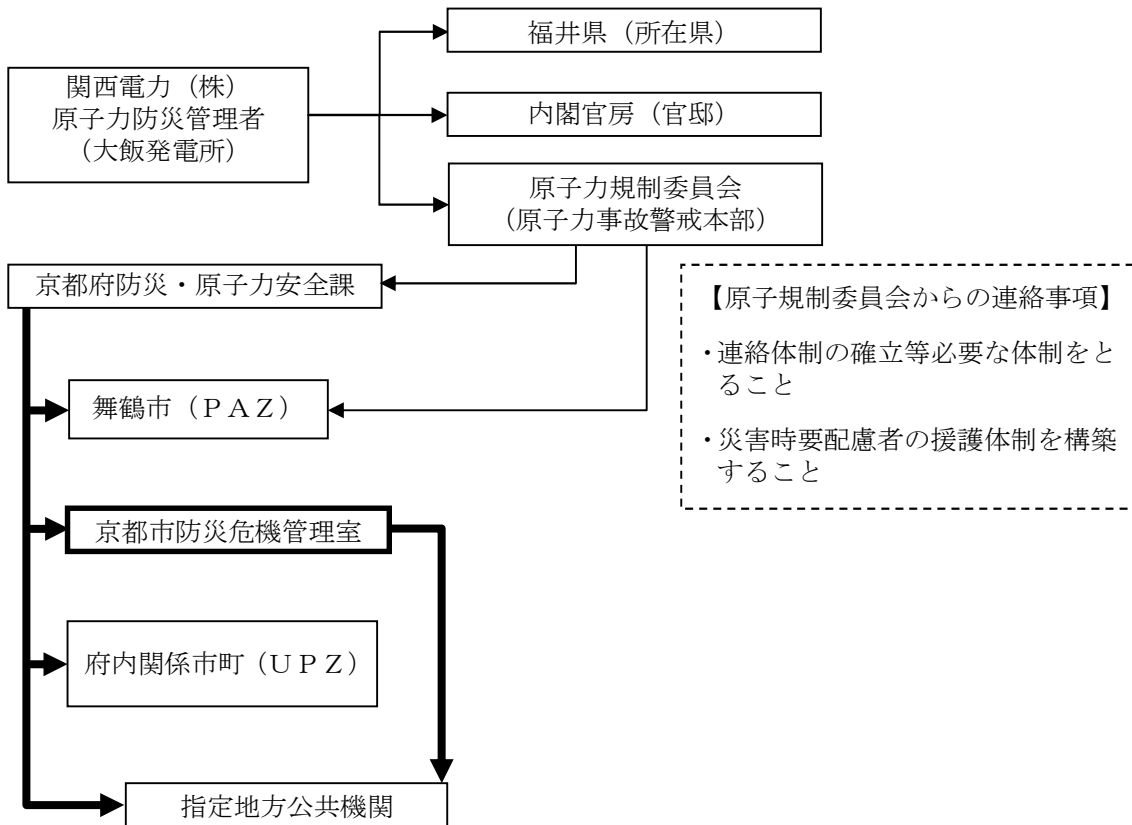 福井県（所在県）
関西電力（株）
原子力防災管理者
（大飯発電所）
内閣官房（官邸）
原子力規制委員会
（原子力事故警戒本部）
京都府防災・原子力安全課
【原子規制委員会からの連絡事項】
・連絡体制の確立等必要な体制をと
ること
・災害時要配慮者の援護体制を構築
すること
舞鶴市（ＰＡＺ）
京都市防災危機管理室
府内関係市町（ＵＰＺ）
指定地方公共機関